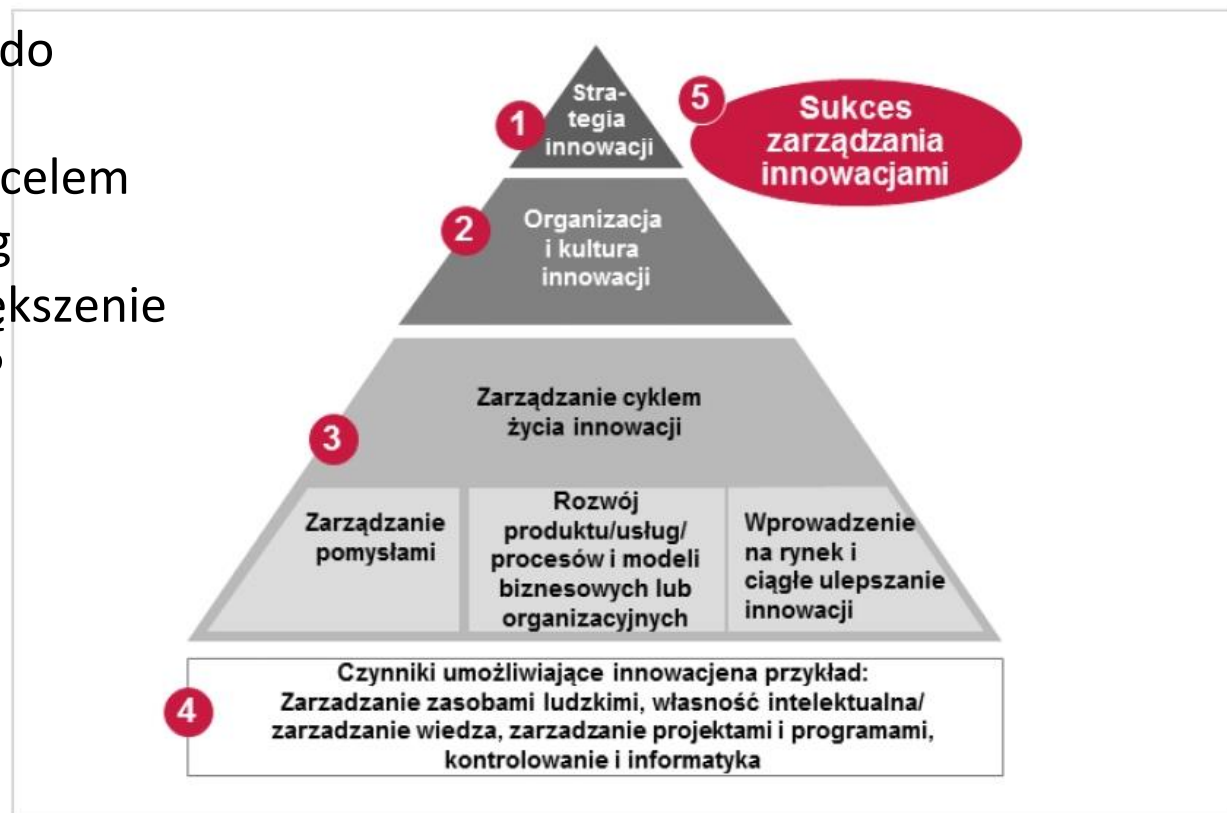 do
celem
g
ększenie
1
Stra-
tegia
innowacji
5
Sukces
zarządzania
innowacjami
2
Organizacja
i kultura
innowacji
3
Zarządzanie cyklem
życia innowacji
Zarządzanie
pomysłami
Rozwój
produktu/usług/
procesów i modeli
biznesowych lub
organizacyjnych
Wprowadzenie
na rynek i
ciągłe ulepszanie
innowacji
4
Czynniki umożliwiające innowacjena przykład:
Zarzadzanie zasobami ludzkimi, własność intelektualna/
zarzadzanie wiedza, zarzadzanie projektami i programami,
kontrolowanie i informatyka